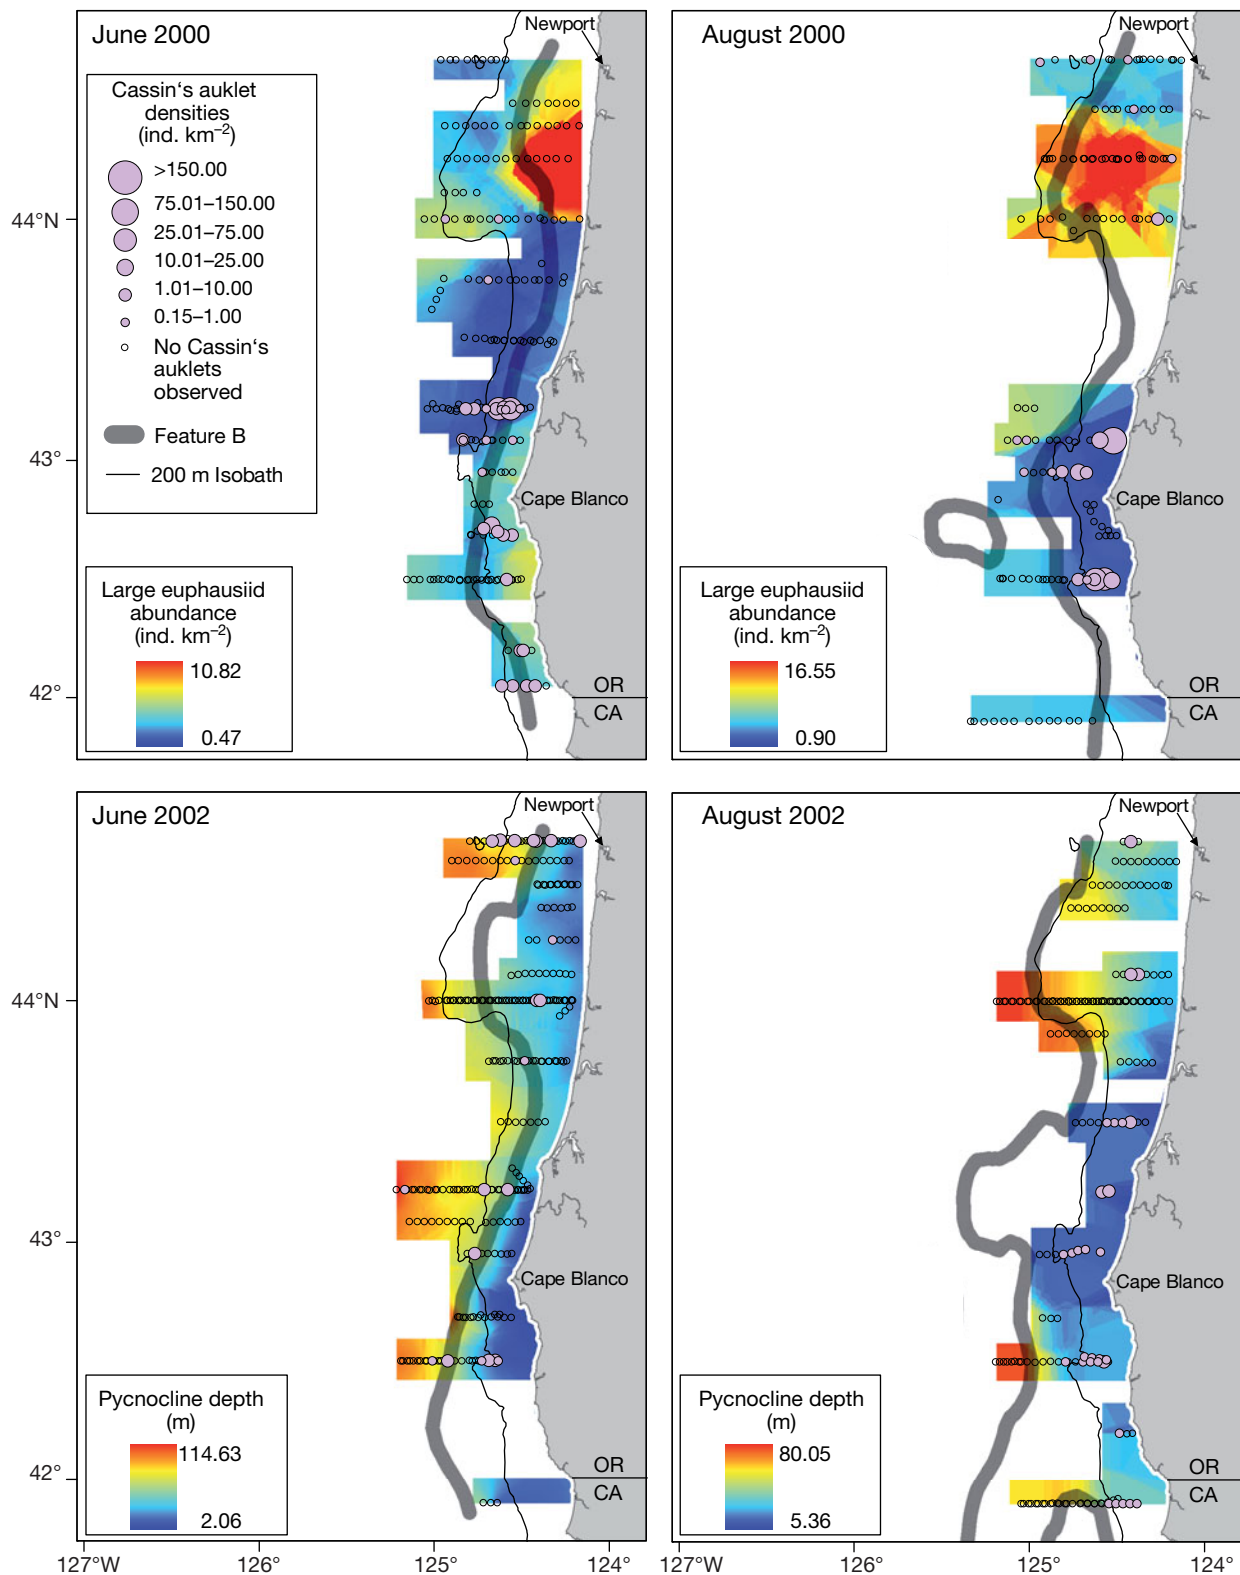 June 2000
Newport
Cassin‘s auklet
densities
(ind. km–2)
>150.00
75.01–150.00
25.01–75.00
10.01–25.00
1.01–10.00
0.15–1.00
No Cassin‘s
auklets
observed
Feature B
200 m Isobath
44°N
43°
42°
Cape Blanco
Large euphausiid
abundance
(ind. km–2)
10.82
0.47
OR
CA
August 2000
Newport
Cape Blanco
Large euphausiid
abundance
(ind. km–2)
16.55
0.90
OR
CA
June 2002
Newport
44°N
43°
42°
Cape Blanco
Pycnocline depth
(m)
114.63
2.06
OR
CA
127°W
126°
125°
124°
August 2002
Newport
Cape Blanco
Pycnocline depth
(m)
80.05
5.36
OR
CA
127°W
126°
125°
124°